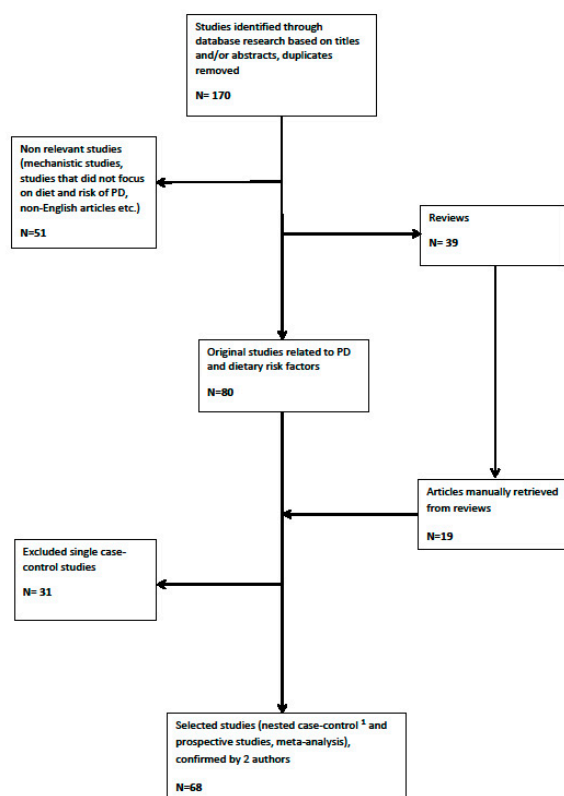 Studies identified through
database research based on titles
and/or abstracts, duplicates
removed
N= 170
Non relevant studies
(mechanistic studies,
studies that did not focus
on diet and risk of PD,
non-English articles etc.)
N=51
Reviews
N= 39
Original studies related to PD
and dietary risk factors
N=80
Articles manually retrieved
from reviews
N=19
Excluded single case-
control studies
N= 31
Selected studies (nested case-control ¹ and
prospective studies, meta-analysis),
confirmed by 2 authors
N=68